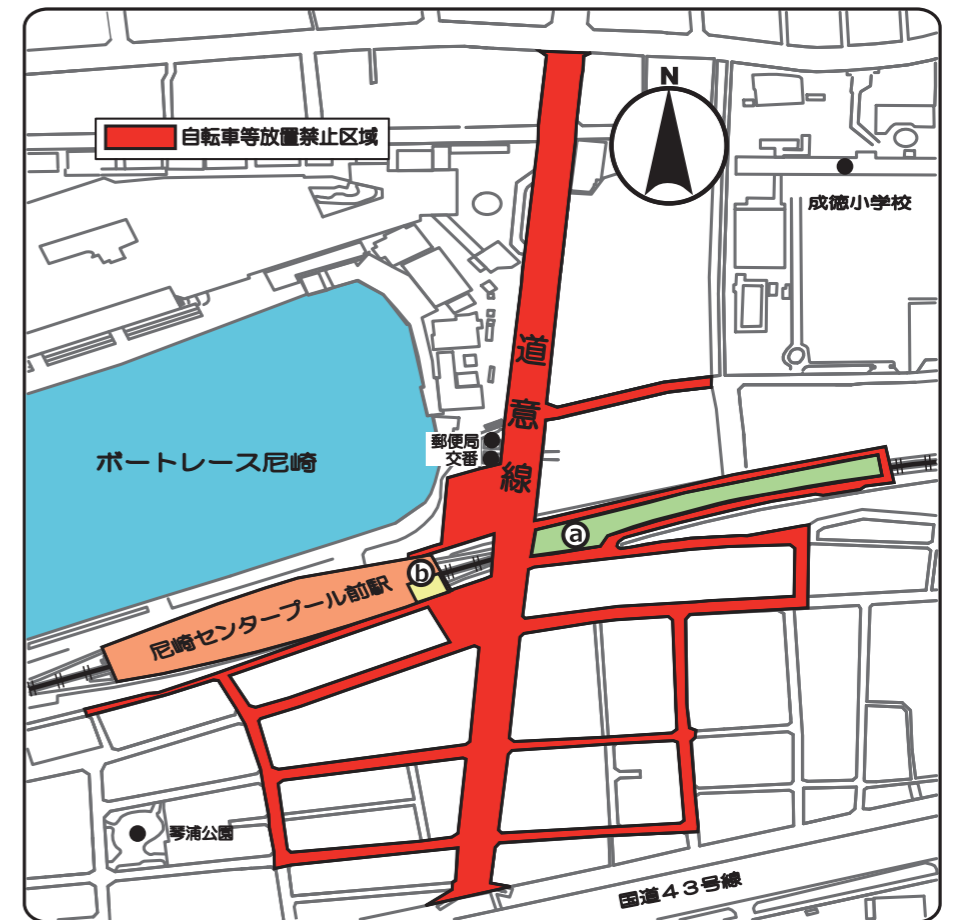 N
自転車等放置禁止区域
成徳小学校
道意線
郵便局
交番
ボートレース尼崎
ⓐ
ⓑ
尼崎センタープール前駅
琴浦公園
国道43号線